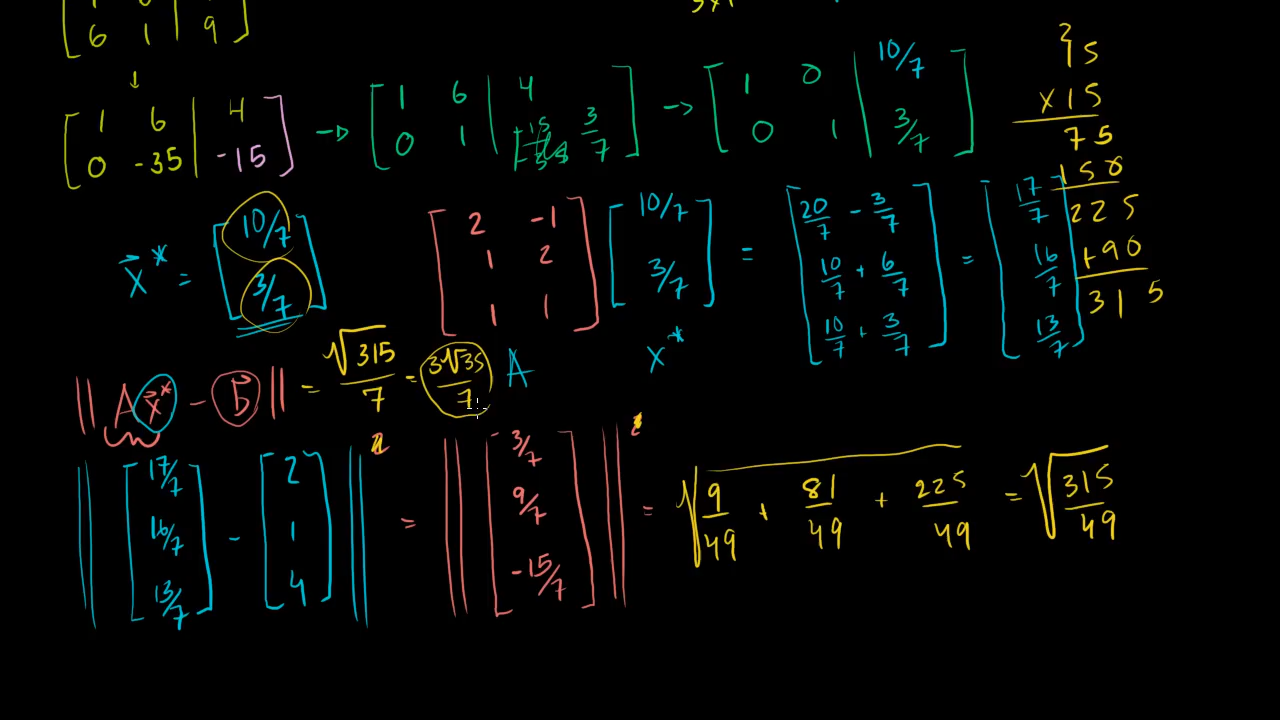 6 1 | 9
↓
[1 6 | 4
0 -35 | -15]
→ [1 6 | 4
0 1 | 3/7]
→ [1 0 | 10/7
0 1 | 3/7]
2
35
x15
75
150
225
+90
315
x⃗* = [10/7
3/7]
[2 -1
1 2
1 1]
A
[10/7
3/7]
x*
= [20/7 - 3/7
10/7 + 6/7
10/7 + 3/7]
= [17/7
16/7
13/7]
||Ax⃗* - b⃗|| = √315/7 = 3√35/7
||[17/7
16/7
13/7] - [2
1
4]||
= ||[3/7
9/7
-15/7]||
= √(9/49 + 81/49 + 225/49) = √(315/49)